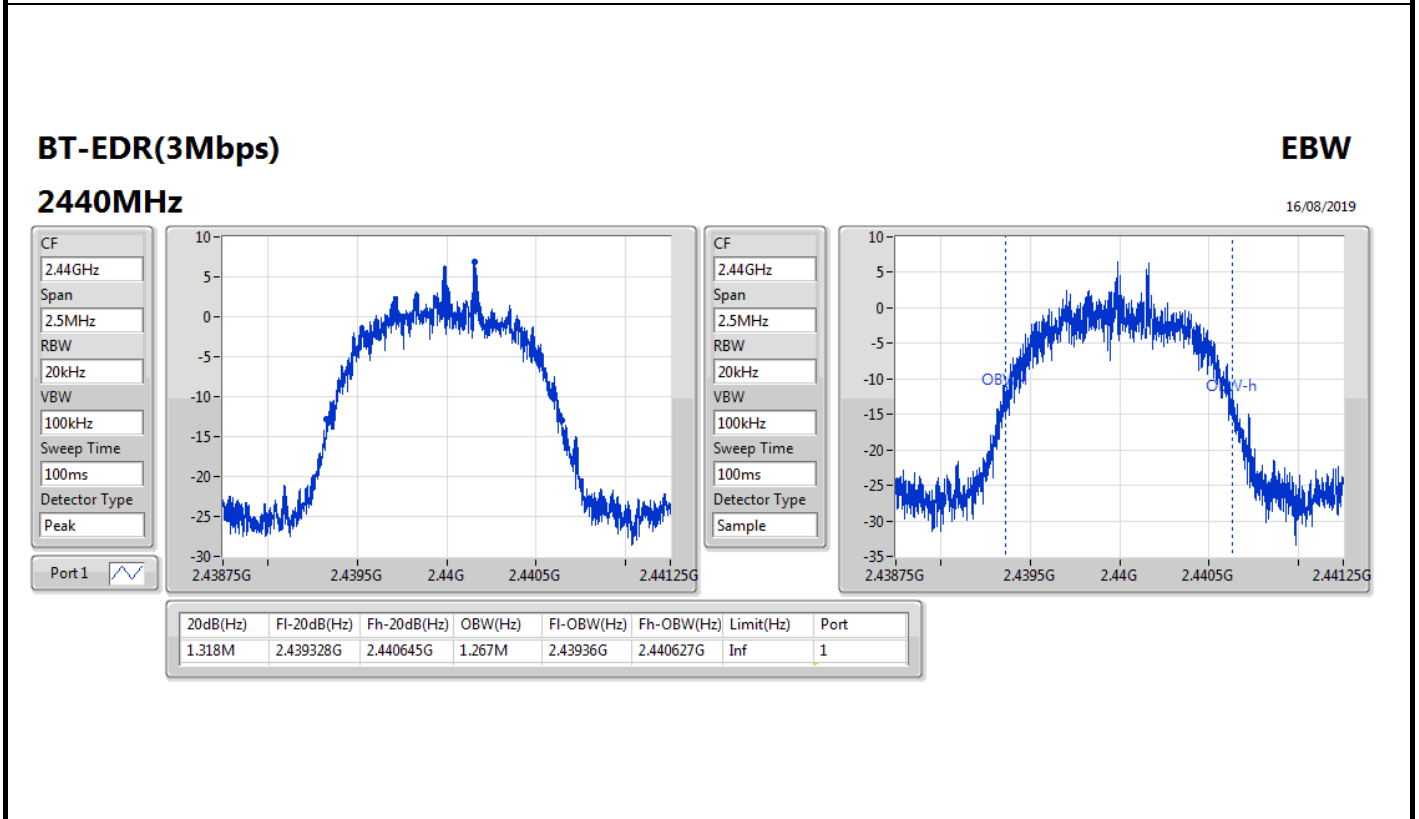 BT-EDR(3Mbps)
EBW
2440MHz
16/08/2019
CF
2.44GHz
Span
2.5MHz
RBW
20kHz
VBW
100kHz
Sweep Time
100ms
Detector Type
Peak
Port 1
10
5
0
-5
-10
-15
-20
-25
-30
2.43875G 2.4395G 2.44G 2.4405G 2.44125G
CF
2.44GHz
Span
2.5MHz
RBW
20kHz
VBW
100kHz
Sweep Time
100ms
Detector Type
Sample
10
5
0
-5
-10
-15
-20
-25
-30
-35
OBW-h
2.43875G 2.4395G 2.44G 2.4405G 2.44125G
20dB(Hz) Fl-20dB(Hz) Fh-20dB(Hz) OBW(Hz) Fl-OBW(Hz) Fh-OBW(Hz) Limit(Hz) Port
1.318M 2.439328G 2.440645G 1.267M 2.43936G 2.440627G Inf 1